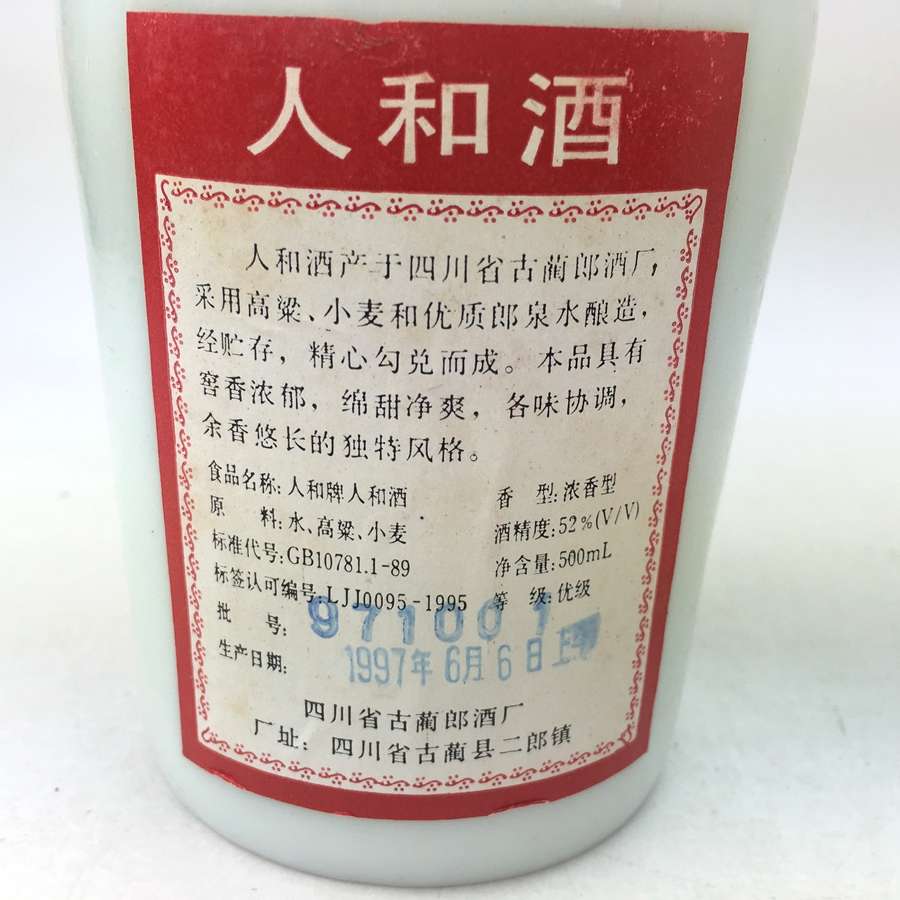 人和酒
人和酒产于四川省古蔺郎酒厂,
采用高粱、小麦和优质郎泉水酿造,
经贮存,精心勾兑而成。本品具有
窖香浓郁,绵甜净爽,各味协调,
余香悠长的独特风格。
食品名称:人和牌人和酒 香 型:浓香型
原 料:水、高粱、小麦 酒精度:52%(V/V)
标准代号:GB10781.1-89 净含量:500mL
标签认可编号:LJJ0095-1995 等 级:优级
批 号: 971001
生产日期: 1997年6月6日上
四川省古蔺郎酒厂
厂址: 四川省古蔺县二郎镇